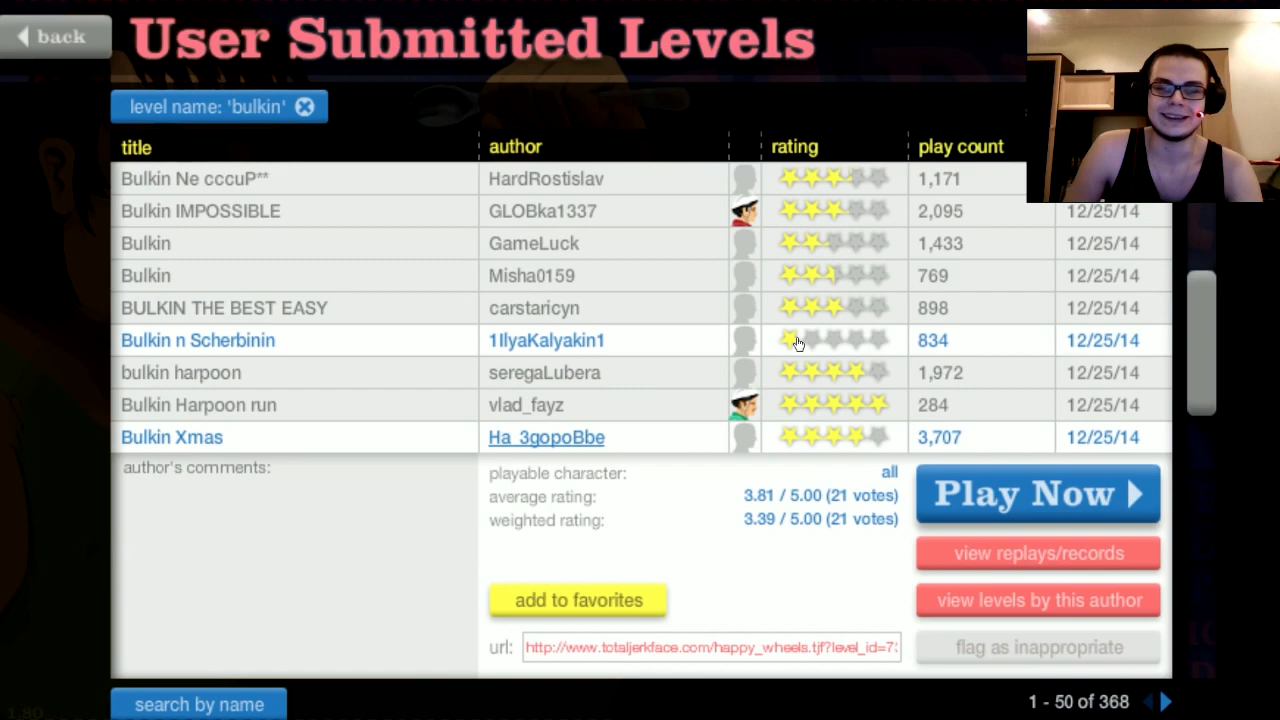 back
User Submitted Levels
level name: 'bulkin'
title author rating play count
Bulkin Ne cccuP** HardRostislav 1,171
Bulkin IMPOSSIBLE GLOBka1337 2,095 12/25/14
Bulkin GameLuck 1,433 12/25/14
Bulkin Misha0159 769 12/25/14
BULKIN THE BEST EASY carstaricyn 898 12/25/14
Bulkin n Scherbinin 1IlyaKalyakin1 834 12/25/14
bulkin harpoon seregaLubera 1,972 12/25/14
Bulkin Harpoon run vlad_fayz 284 12/25/14
Bulkin Xmas Ha_3gopoBbe 3,707 12/25/14
author's comments:
playable character: all
average rating: 3.81 / 5.00 (21 votes)
weighted rating: 3.39 / 5.00 (21 votes)
Play Now
view replays/records
add to favorites
view levels by this author
url: http://www.totaljerkface.com/happy_wheels.tjf?level_id=7
flag as inappropriate
search by name
1 - 50 of 368
1.80